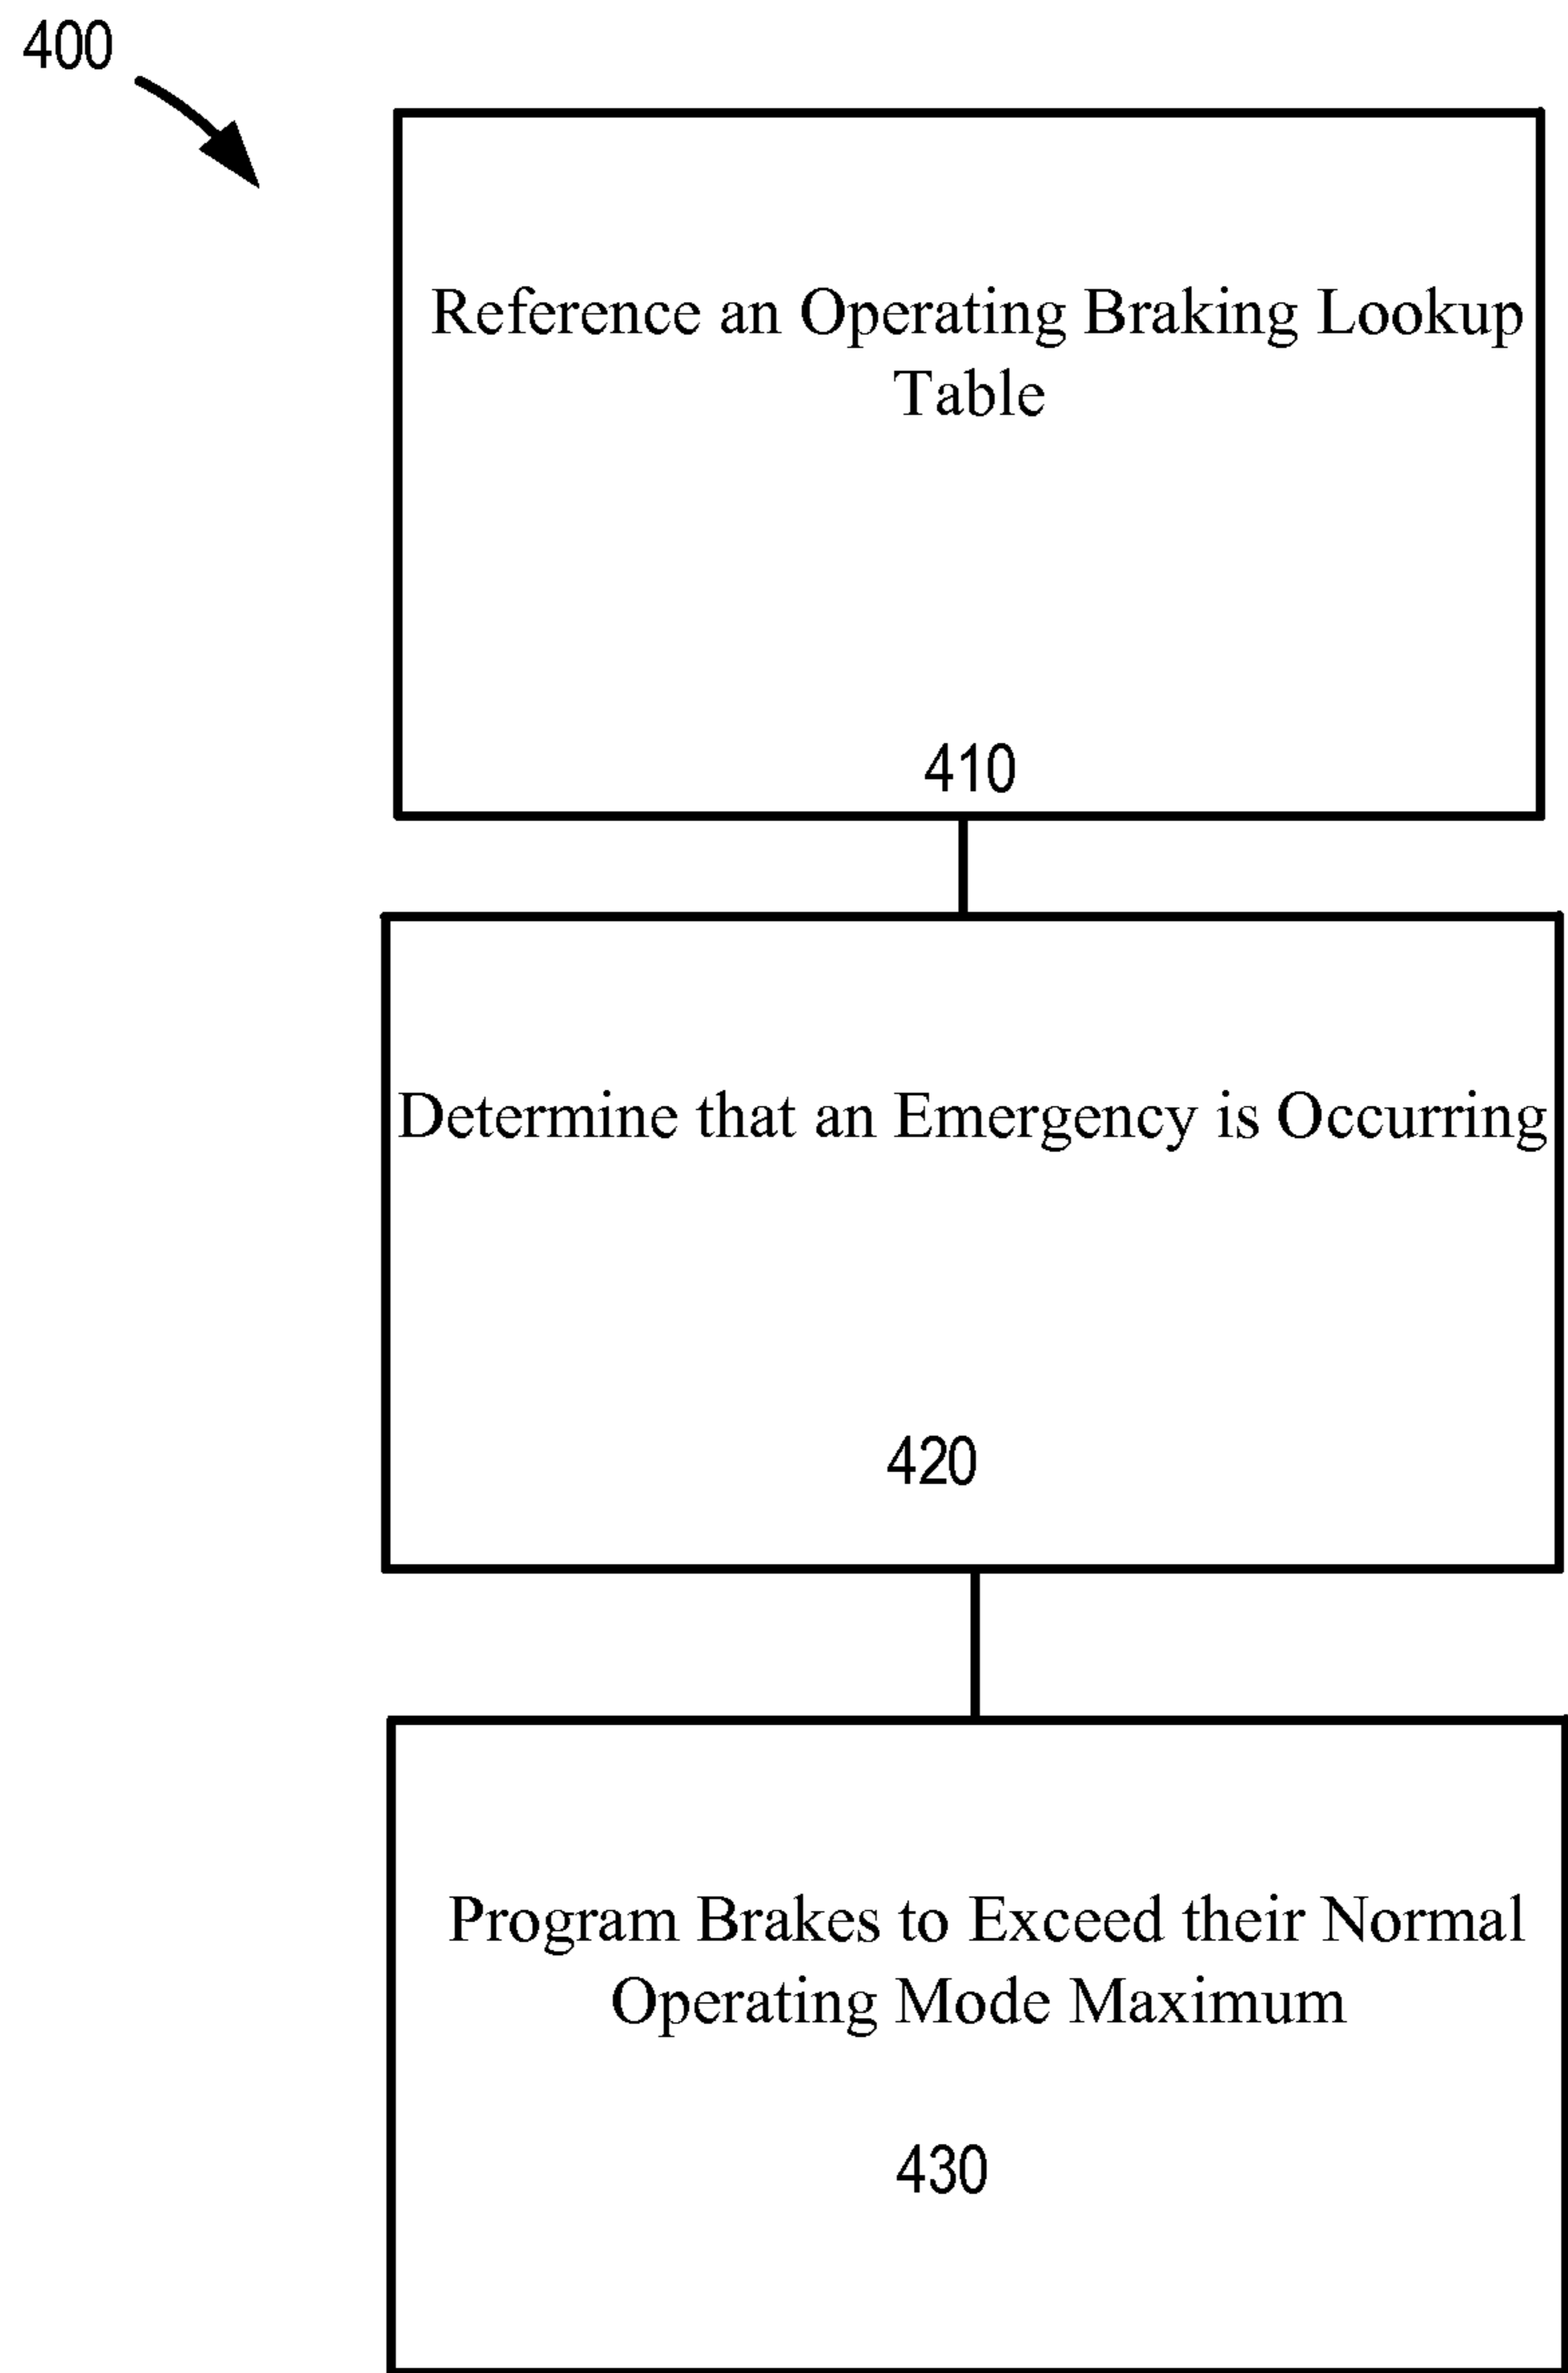 400
Reference an Operating Braking Lookup
Table
410
Determine that an Emergency is Occurring
420
Program Brakes to Exceed their Normal
Operating Mode Maximum
430